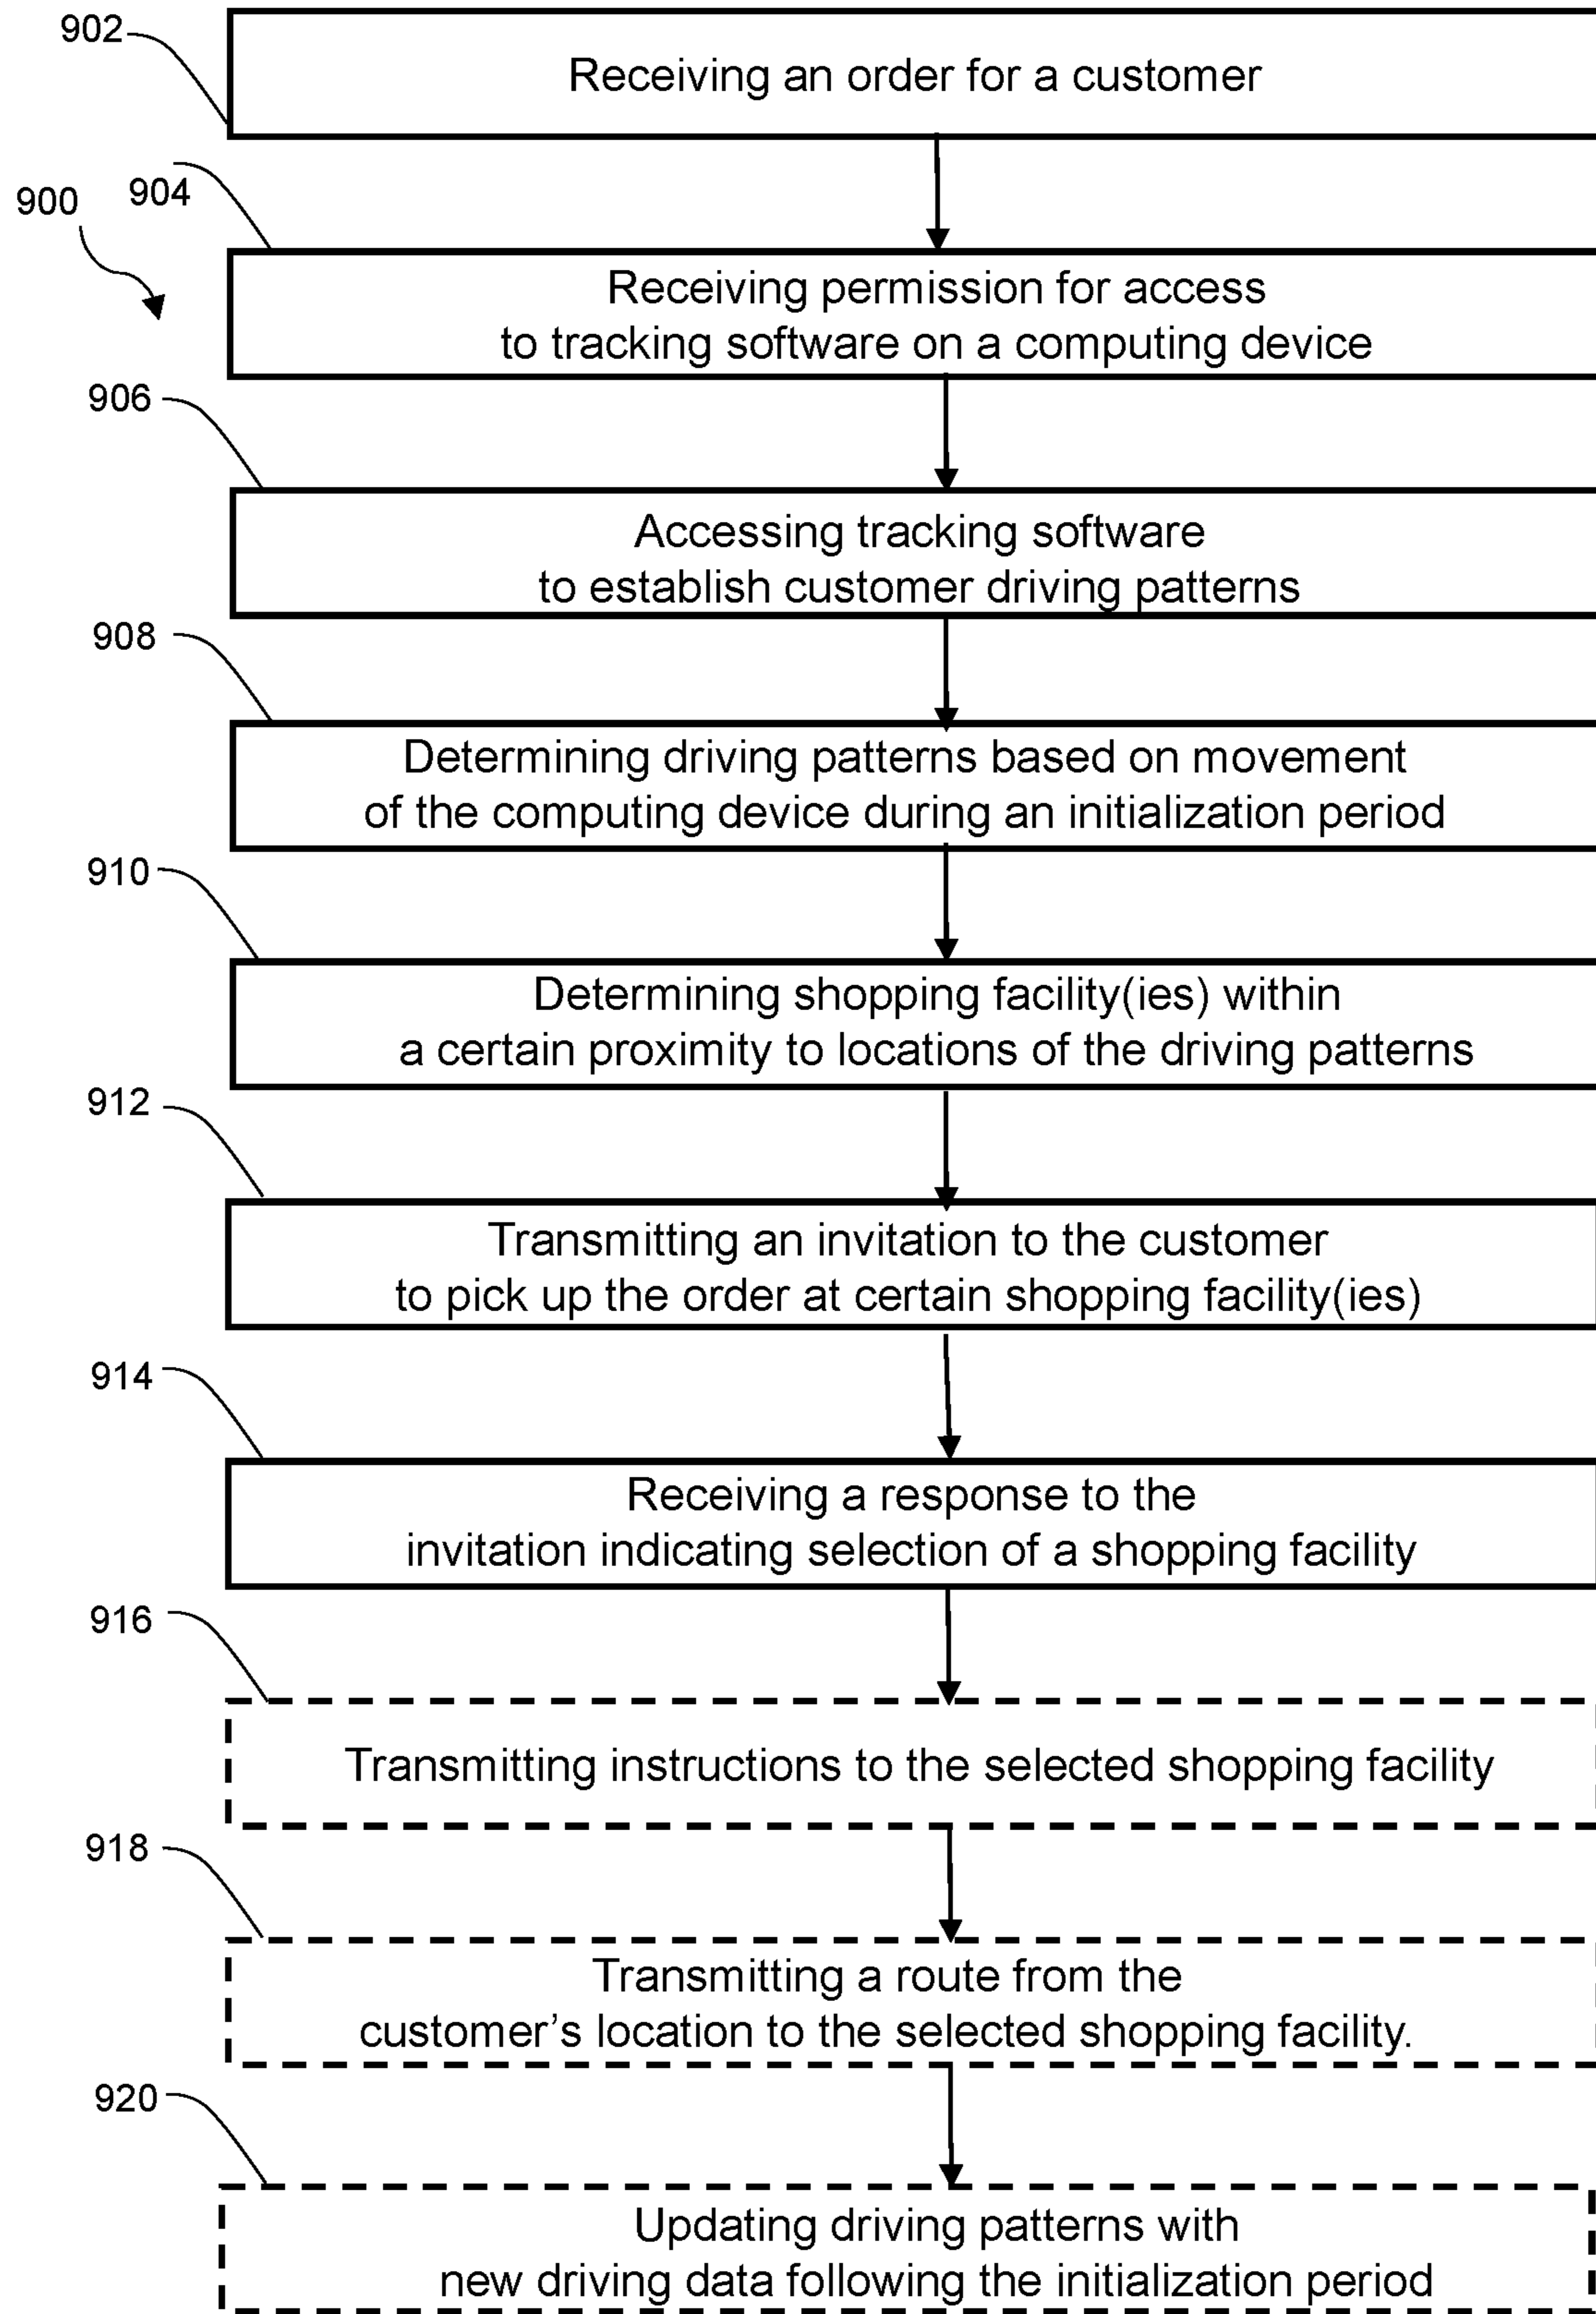 902
Receiving an order for a customer
900
904
Receiving permission for access
to tracking software on a computing device
906
Accessing tracking software
to establish customer driving patterns
908
Determining driving patterns based on movement
of the computing device during an initialization period
910
Determining shopping facility(ies) within
a certain proximity to locations of the driving patterns
912
Transmitting an invitation to the customer
to pick up the order at certain shopping facility(ies)
914
Receiving a response to the
invitation indicating selection of a shopping facility
916
Transmitting instructions to the selected shopping facility
918
Transmitting a route from the
customer’s location to the selected shopping facility.
920
Updating driving patterns with
new driving data following the initialization period